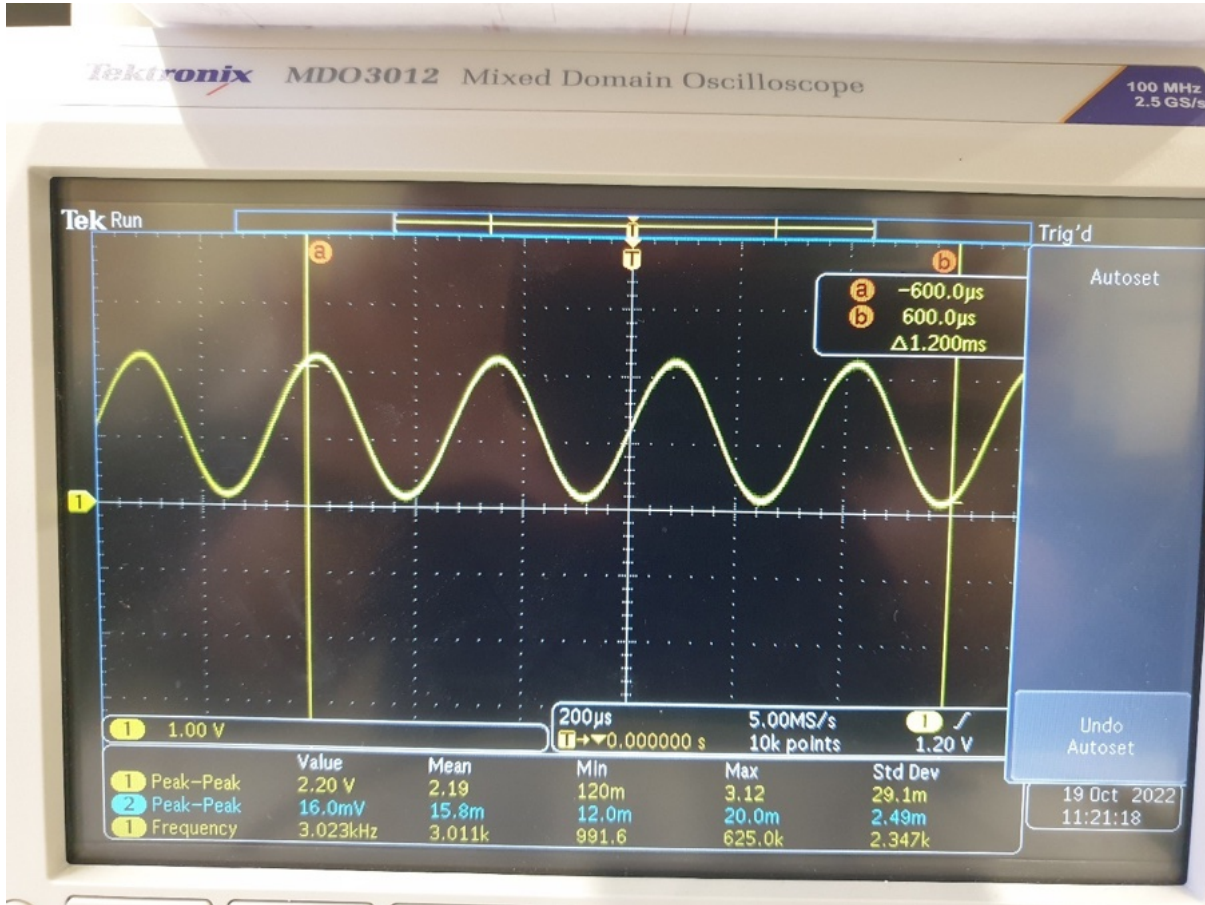 Tektronix MDO3012 Mixed Domain Oscilloscope
100 MHz
2.5 GS/s
Tek Run
Trig'd
T
a
T
b
Autoset
a -600.0µs
b 600.0µs
Δ1.200ms
1
1 1.00 V
200µs 5.00MS/s 1
T→▼0.000000 s 10k points 1.20 V
Undo
Autoset
Value Mean Min Max Std Dev
1 Peak-Peak 2.20 V 2.19 120m 3.12 29.1m
2 Peak-Peak 16.0mV 15.8m 12.0m 20.0m 2.49m
1 Frequency 3.023kHz 3.011k 991.6 625.0k 2.347k
19 Oct 2022
11:21:18